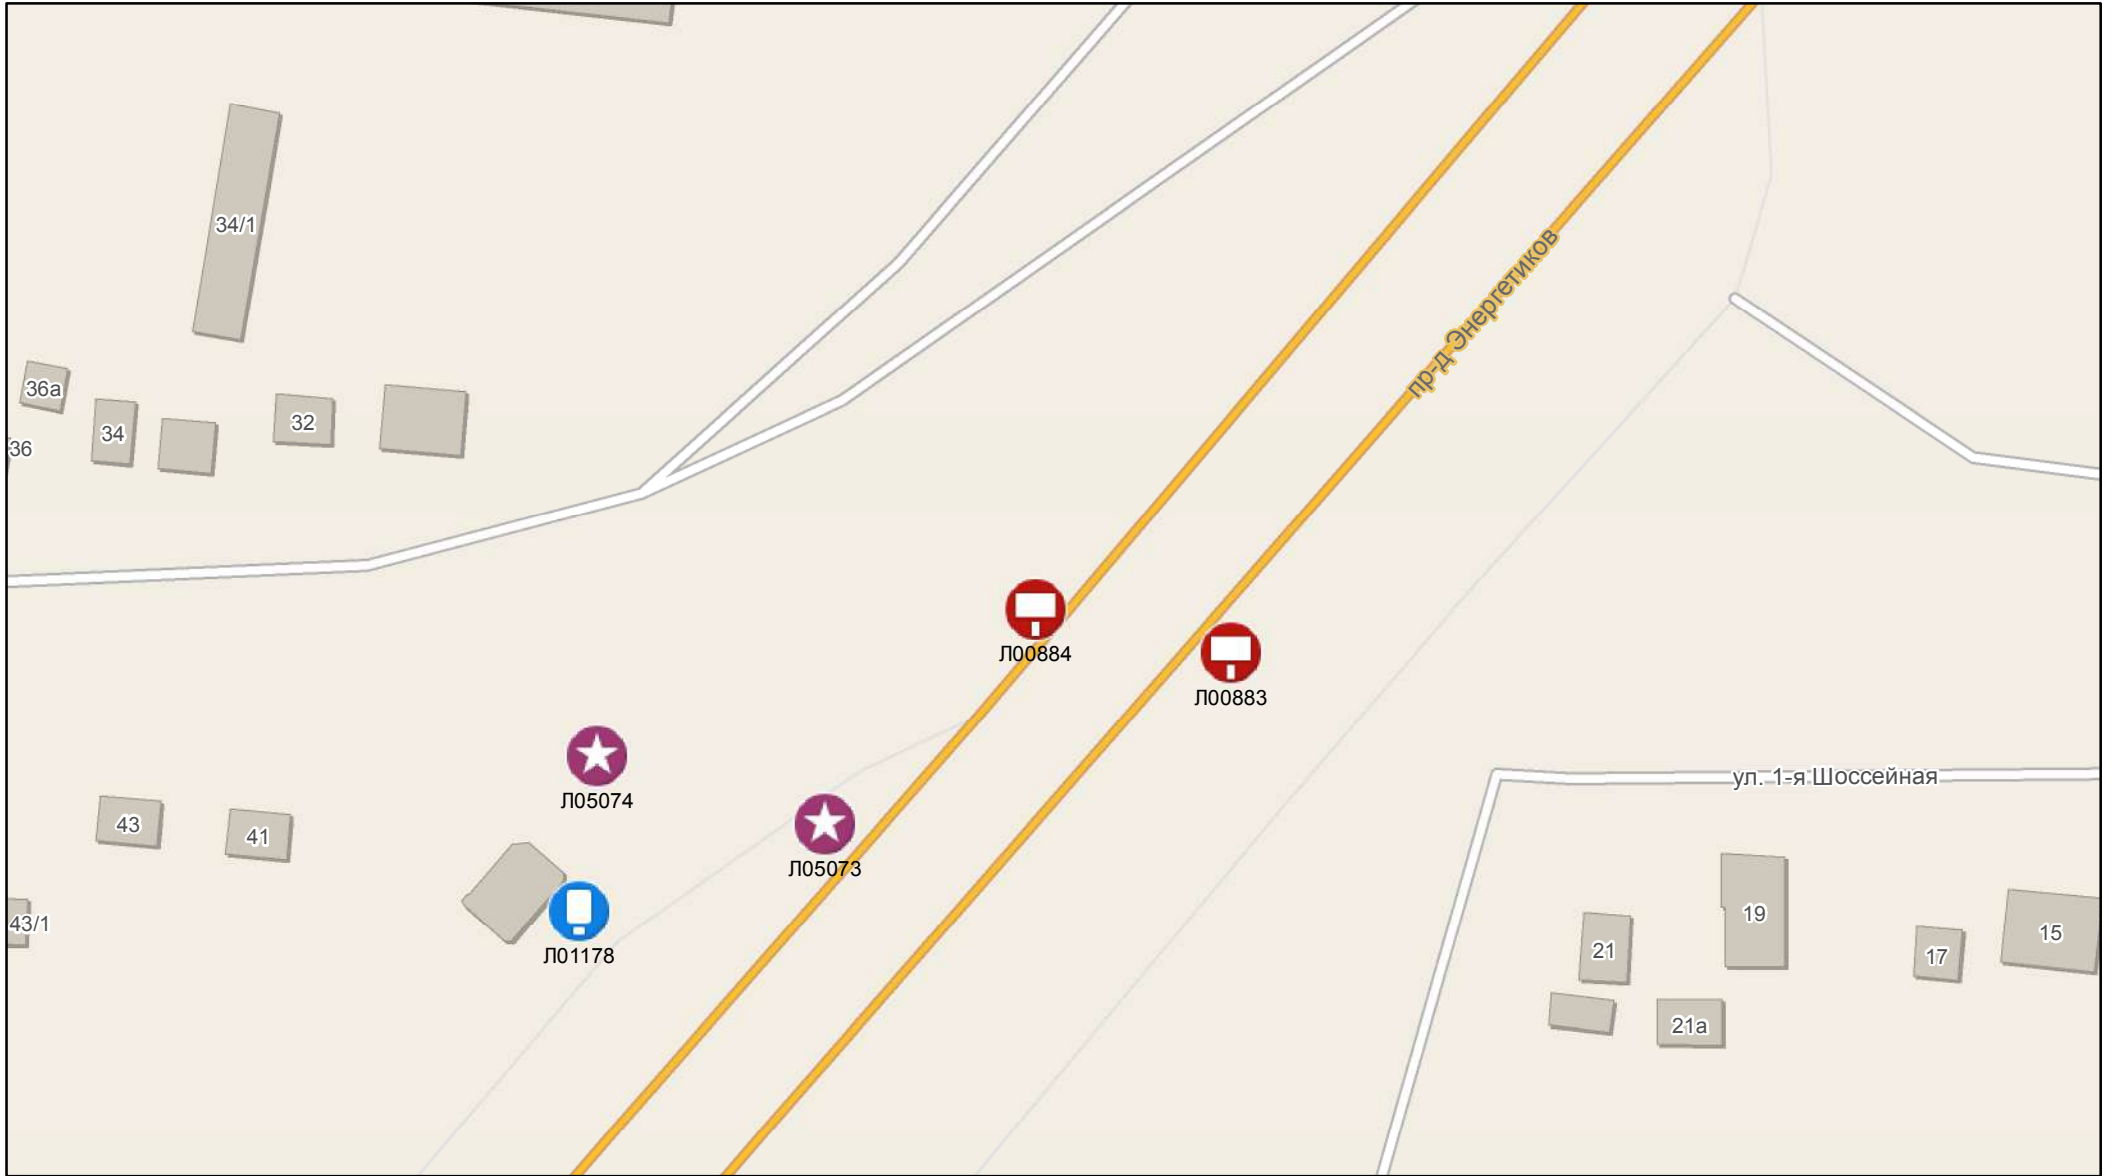 34/1
пр-д Энергетиков
36а
34
32
36
Л00884
Л00883
Л05074
ул. 1-я Шоссейная
43
41
Л05073
43/1
Л01178
19
21
17
15
21а